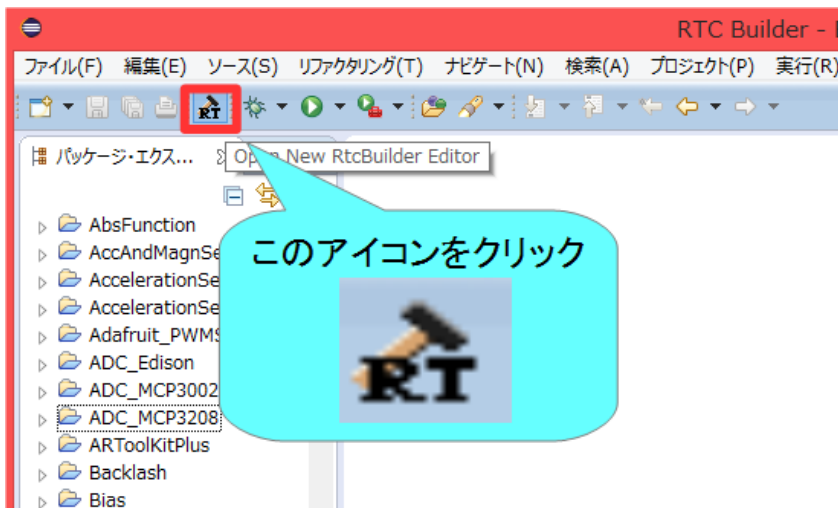 RTC Builder -
ファイル(F) 編集(E) ソース(S) リファクタリング(T) ナビゲート(N) 検索(A) プロジェクト(P) 実行(R)
RT
パッケージ・エクス...
Open New RtcBuilder Editor
AbsFunction
AccAndMagnSe
AccelerationSe
AccelerationSe
Adafruit_PWMS
ADC_Edison
ADC_MCP3002
ADC_MCP3208
ARToolKitPlus
Backlash
Bias
このアイコンをクリック
RT